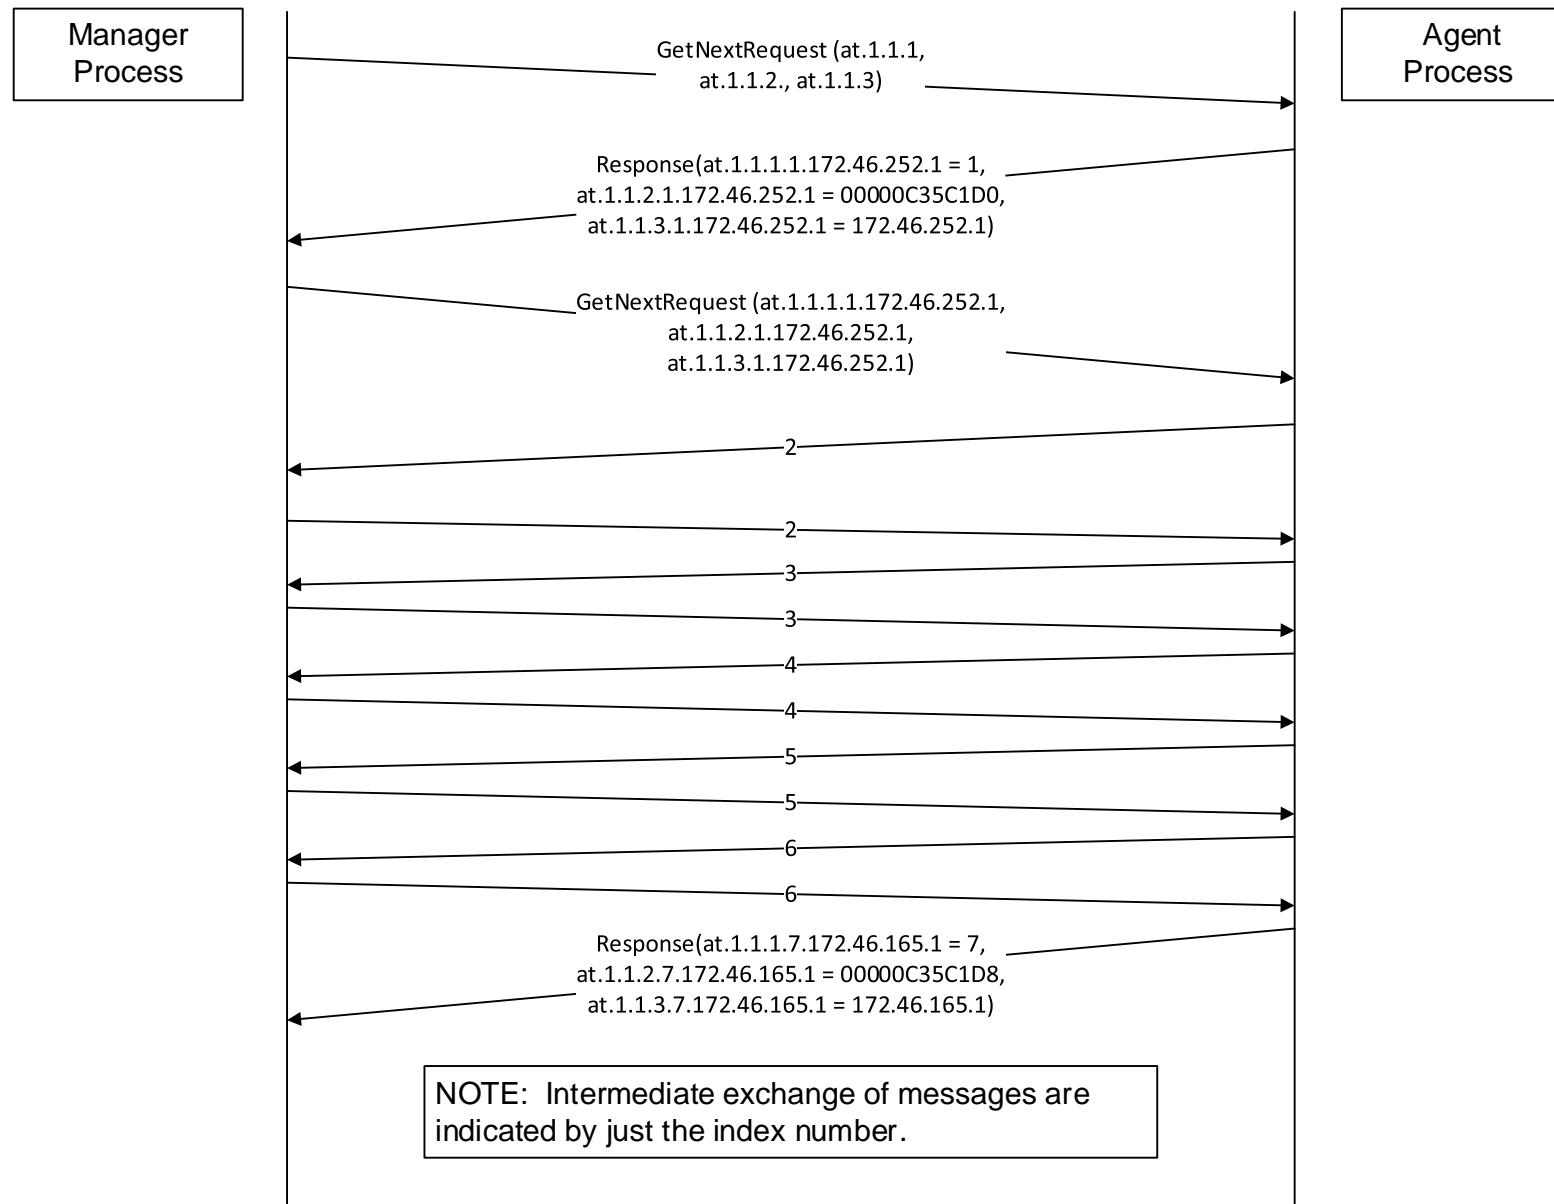 Manager
Process
Agent
Process
GetNextRequest (at.1.1.1,
at.1.1.2., at.1.1.3)
Response(at.1.1.1.1.172.46.252.1 = 1,
at.1.1.2.1.172.46.252.1 = 00000C35C1D0,
at.1.1.3.1.172.46.252.1 = 172.46.252.1)
GetNextRequest (at.1.1.1.1.172.46.252.1,
at.1.1.2.1.172.46.252.1,
at.1.1.3.1.172.46.252.1)
2
2
3
3
4
4
5
5
6
6
Response(at.1.1.1.7.172.46.165.1 = 7,
at.1.1.2.7.172.46.165.1 = 00000C35C1D8,
at.1.1.3.7.172.46.165.1 = 172.46.165.1)
NOTE:  Intermediate exchange of messages are
indicated by just the index number.